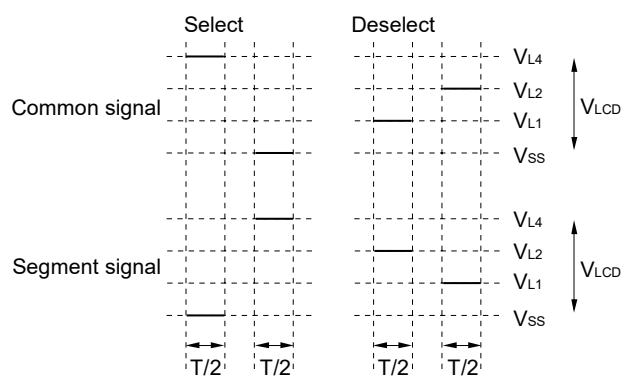 Select Deselect
Common signal
VL4
VL2
VL1
VSS
VLCD
Segment signal
VL4
VL2
VL1
VSS
VLCD
T/2 T/2 T/2 T/2